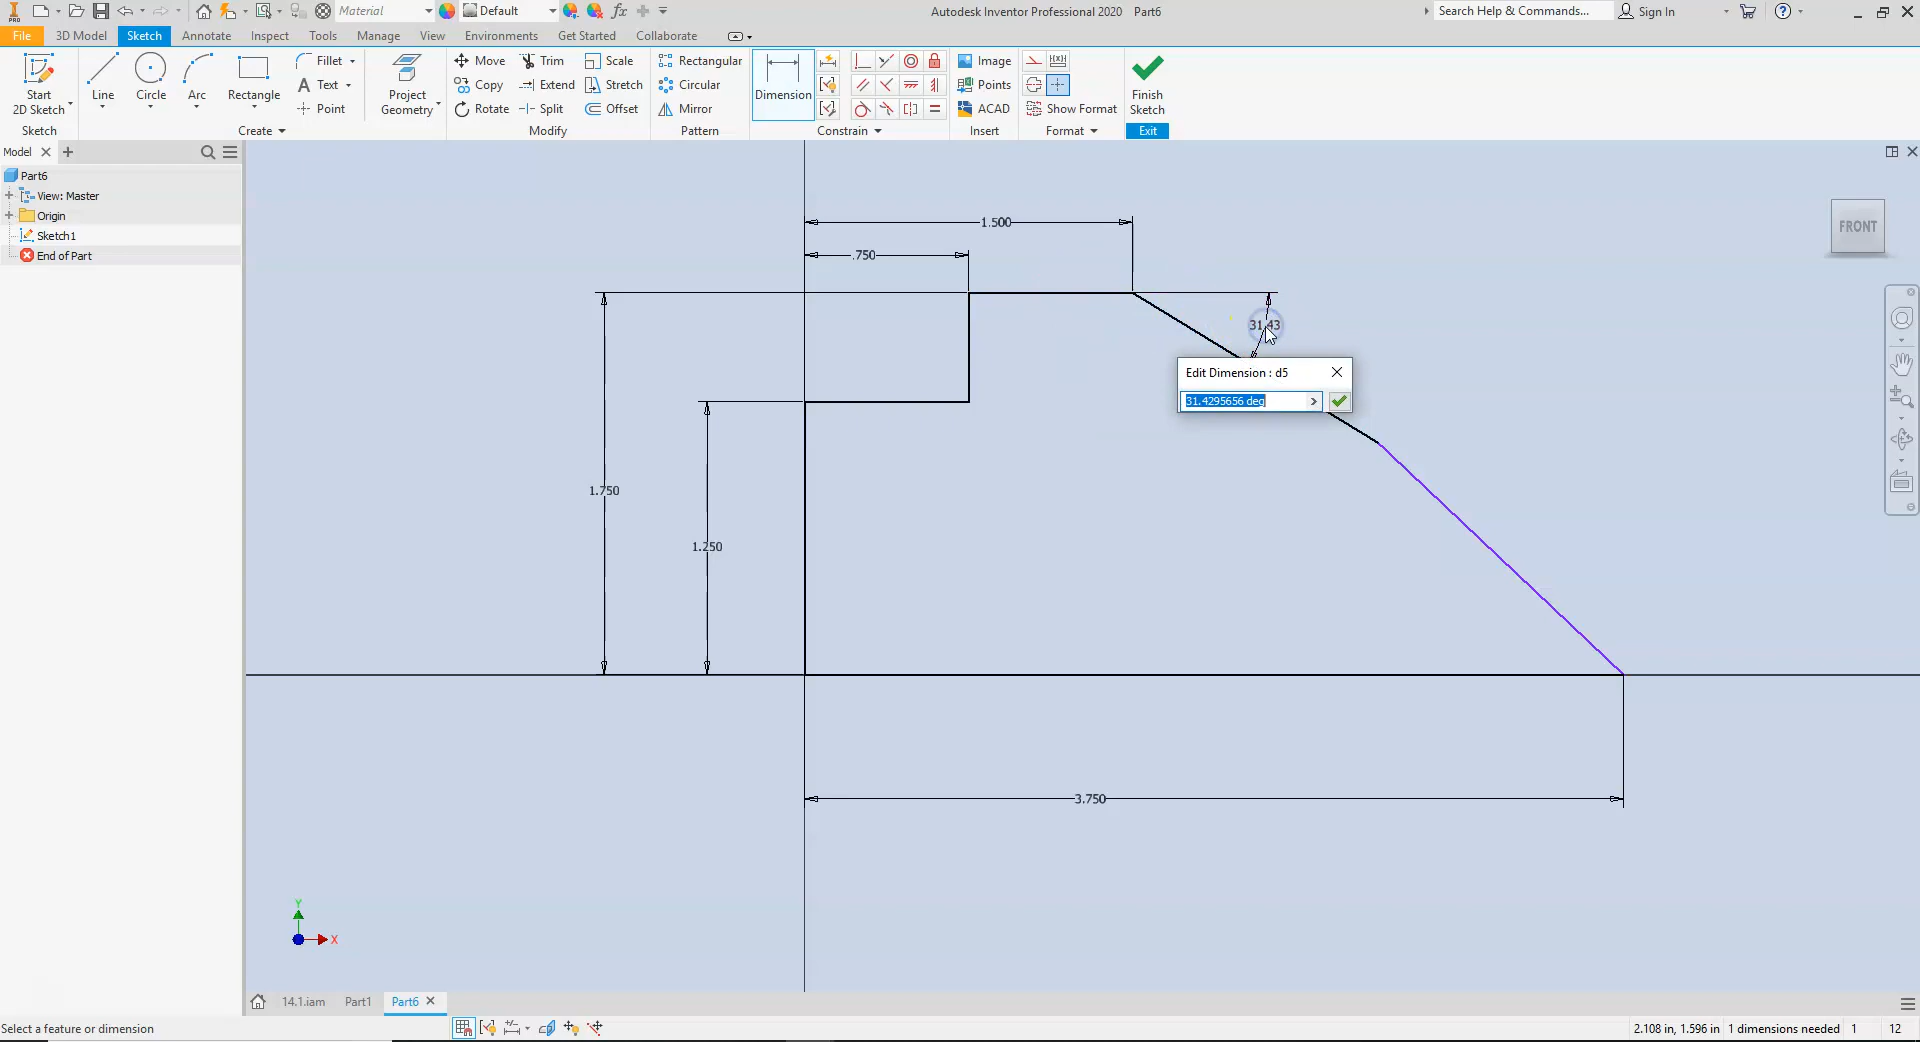 PRO
Material
Default
fx
Autodesk Inventor Professional 2020 Part6
Search Help & Commands...
Sign In
File 3D Model Sketch Annotate Inspect Tools Manage View Environments Get Started Collaborate
Start
2D Sketch
Sketch
Line
Circle
Arc
Rectangle
Fillet
Text
Point
Create
Project
Geometry
Move
Copy
Rotate
Trim
Extend
Split
Scale
Stretch
Offset
Modify
Rectangular
Circular
Mirror
Pattern
Dimension
Constrain
Image
Points
ACAD
Insert
Show Format
Format
Finish
Sketch
Exit
Model
Part6
View: Master
Origin
Sketch1
End of Part
FRONT
1.500
.750
31.43
Edit Dimension : d5
31.4295656 deg
1.750
1.250
3.750
Y
X
14.1.iam Part1 Part6
Select a feature or dimension
2.108 in, 1.596 in 1 dimensions needed 1 12